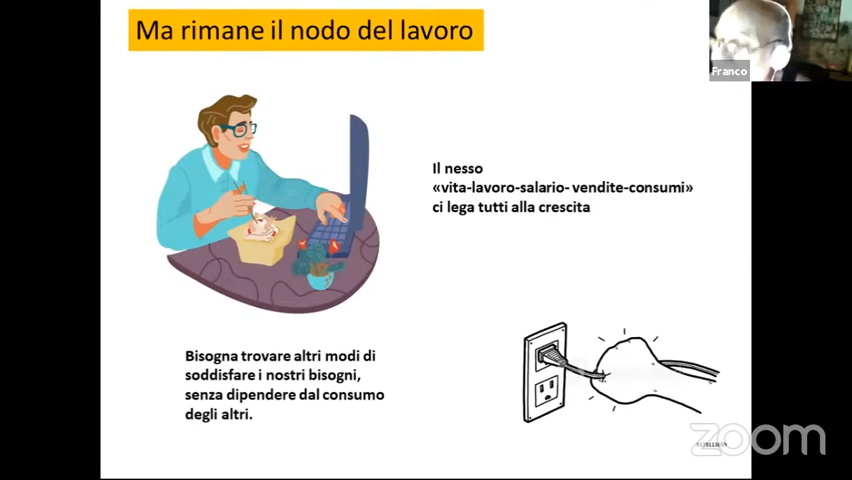 Ma rimane il nodo del lavoro
Franco
Il nesso
«vita-lavoro-salario- vendite-consumi»
ci lega tutti alla crescita
Bisogna trovare altri modi di
soddisfare i nostri bisogni,
senza dipendere dal consumo
degli altri.
zoom